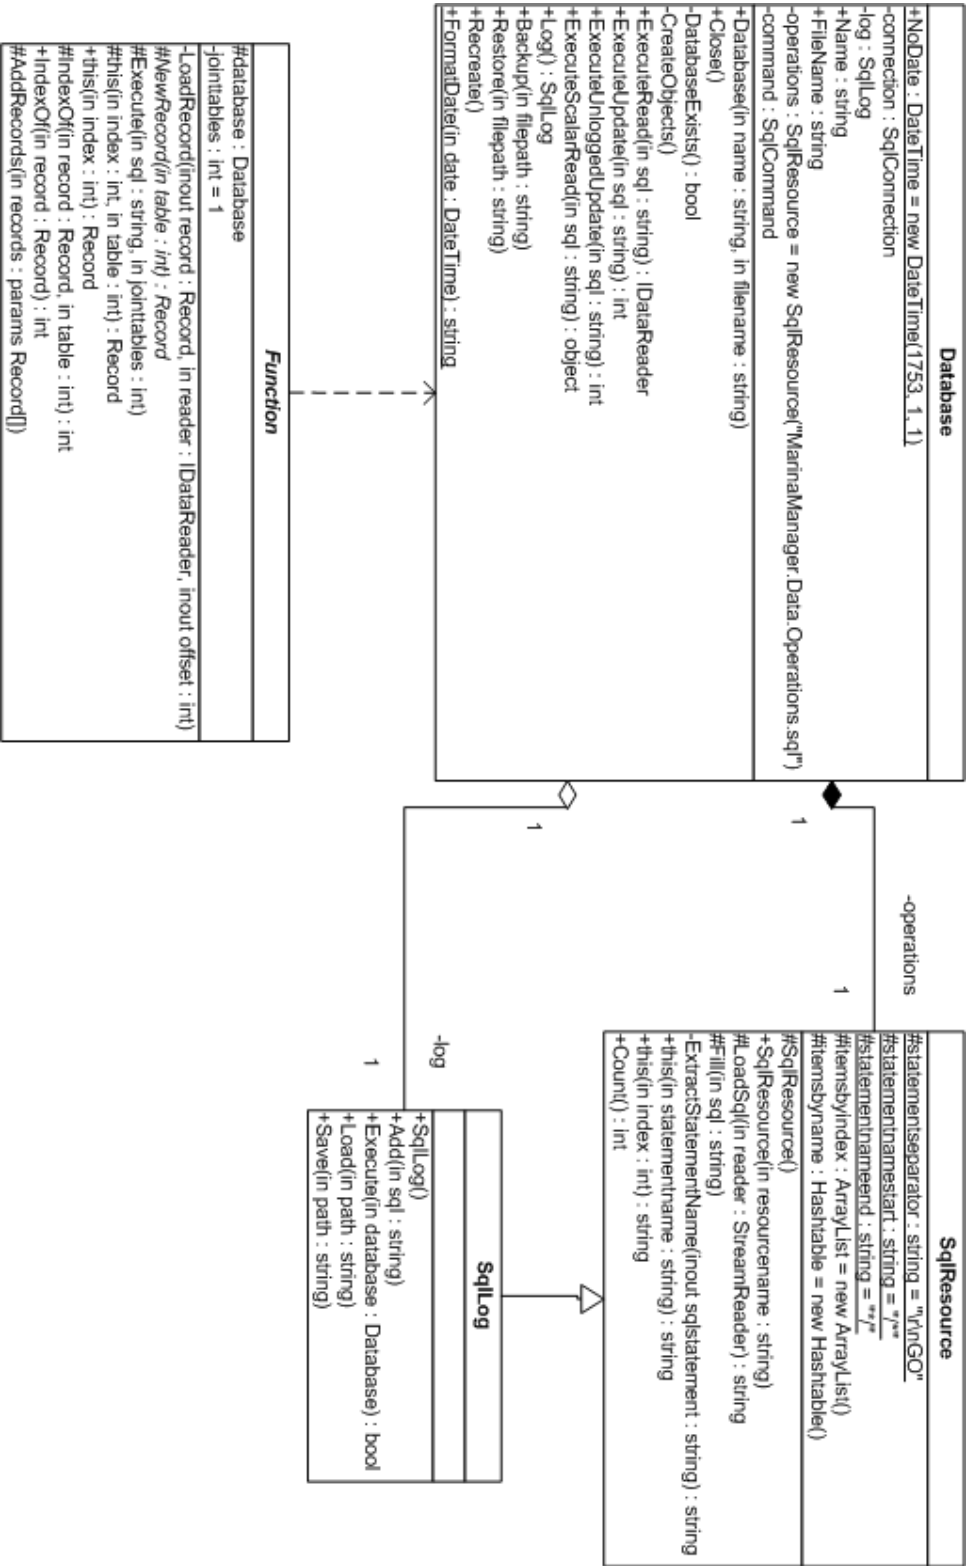 Database
+NoDate : DateTime = new DateTime(1753, 1, 1)
-connection : SqlConnection
-log : SqlLog
+Name : string
+FileName : string
-operations : SqlResource = new SqlResource("MarinaManager.Data.Operations.sql")
-command : SqlCommand
+Database(in name : string, in filename : string)
+Close()
-DatabaseExists() : bool
-CreateObjects()
+ExecuteRead(in sql : string) : IDataReader
+ExecuteUpdate(in sql : string) : int
+ExecuteUnloggedUpdate(in sql : string) : int
+ExecuteScalarRead(in sql : string) : object
+Log() : SqlLog
+Backup(in filepath : string)
+Restore(in filepath : string)
+Recreate()
+FormatDate(in date : DateTime) : string
1
-operations
1
SqlResource
#statementseparator : string = "\r\nGO"
#statementnamestart : string = "/*"
#statementnameend : string = "*/"
#itemsbyindex : ArrayList = new ArrayList()
#itemsbyname : Hashtable = new Hashtable()
#SqlResource()
+SqlResource(in resourcename : string)
#LoadSql(in reader : StreamReader) : string
#Fill(in sql : string)
-ExtractStatementName(inout sqlstatement : string) : string
+this(in statementname : string) : string
+this(in index : int) : string
+Count() : int
1
-log
1
SqlLog
+SqlLog()
+Add(in sql : string)
+Execute(in database : Database) : bool
+Load(in path : string)
+Save(in path : string)
Function
#database : Database
-jointtables : int = 1
-LoadRecord(inout record : Record, in reader : IDataReader, inout offset : int)
#NewRecord(in table : int) : Record
#Execute(in sql : string, in jointtables : int)
#this(in index : int, in table : int) : Record
+this(in index : int) : Record
#IndexOf(in record : Record, in table : int) : int
+IndexOf(in record : Record) : int
#AddRecords(in records : params Record[])